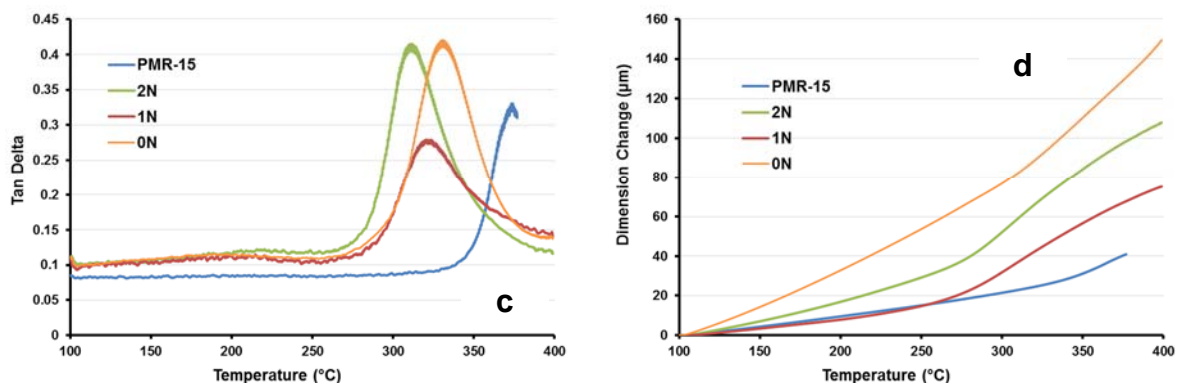 0.45
0.4
0.35
0.3
0.25
0.2
0.15
0.1
0.05
0
Tan Delta
PMR-15
2N
1N
0N
c
100 150 200 250 300 350 400
Temperature (°C)
160
140
120
100
80
60
40
20
0
Dimension Change (μm)
PMR-15
2N
1N
0N
d
100 150 200 250 300 350 400
Temperature (°C)